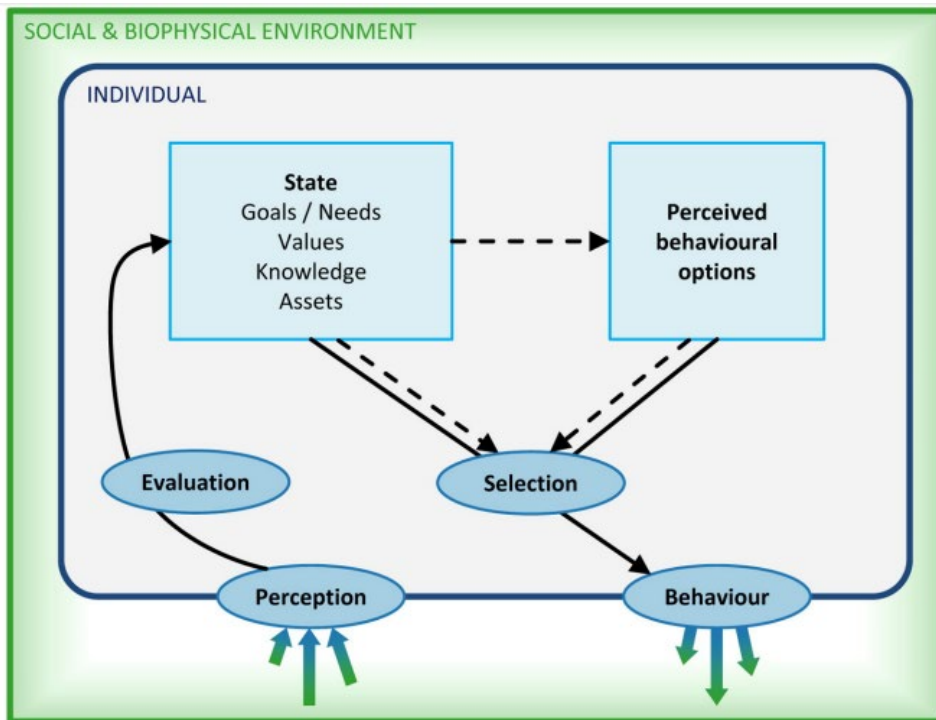 SOCIAL & BIOPHYSICAL ENVIRONMENT
INDIVIDUAL
State
Goals / Needs
Values
Knowledge
Assets
Perceived
behavioural
options
Evaluation
Selection
Perception
Behaviour